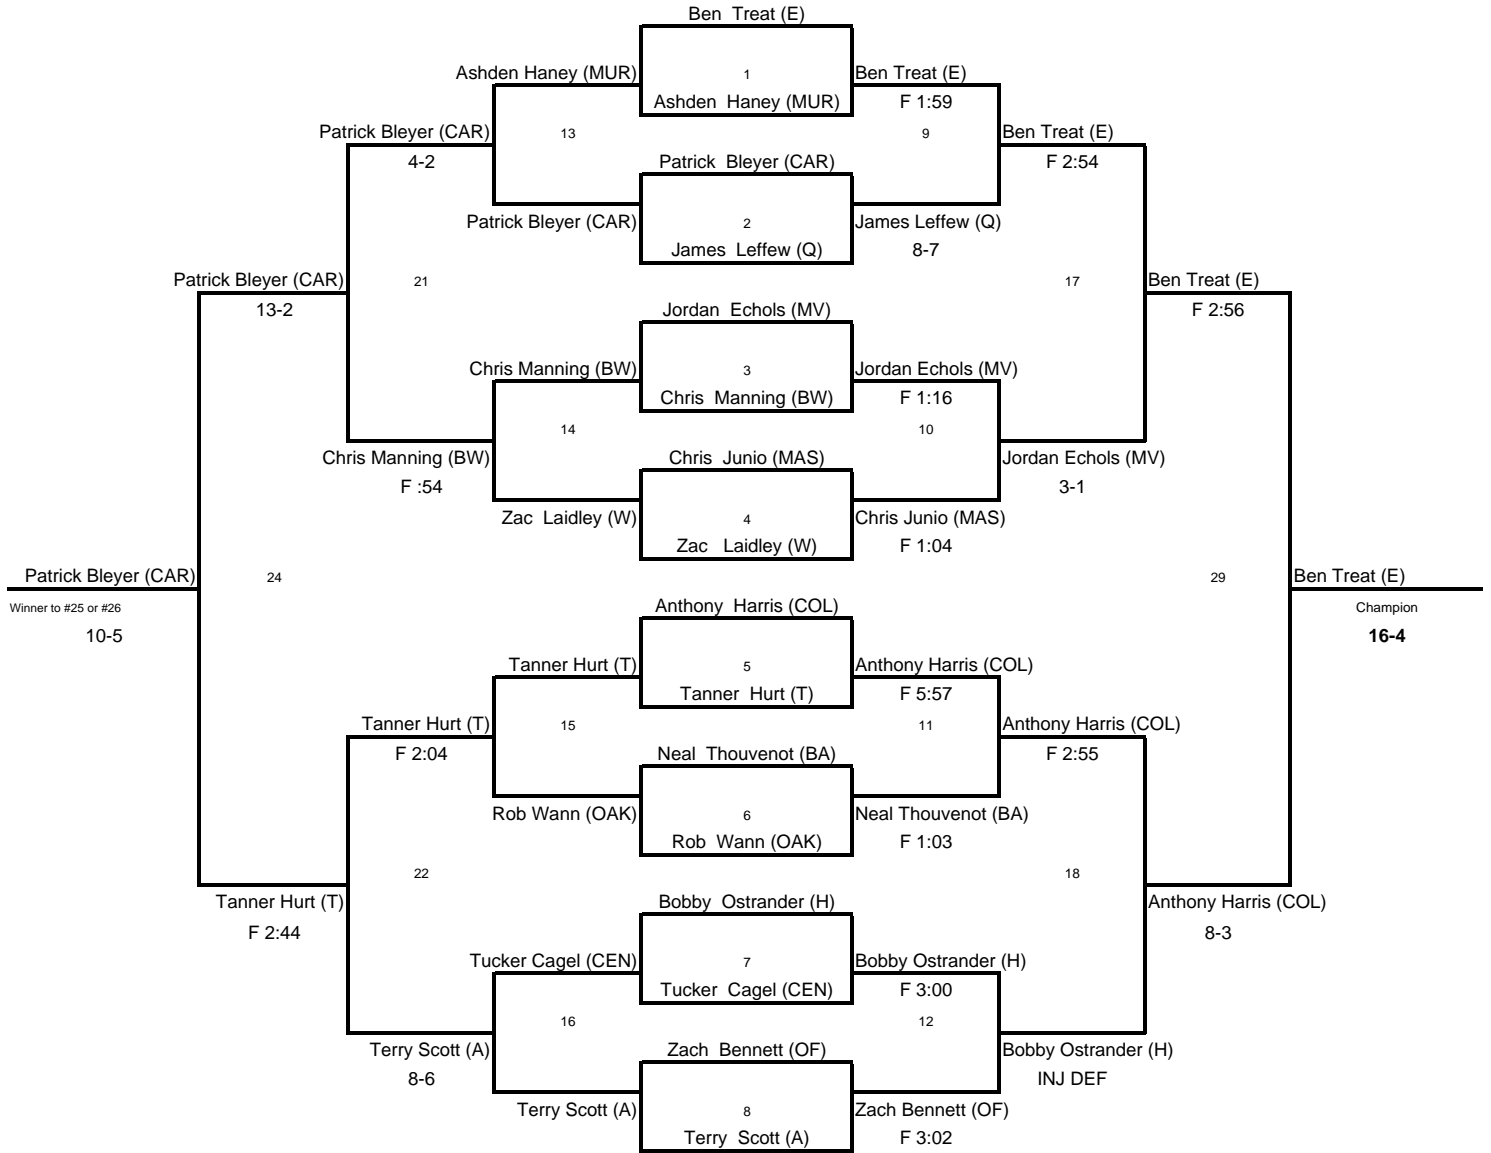 Ben Treat (E)
Ashden Haney (MUR)
1
Ben Treat (E)
Ashden Haney (MUR)
F 1:59
Patrick Bleyer (CAR)
13
9
Ben Treat (E)
4-2
Patrick Bleyer (CAR)
F 2:54
Patrick Bleyer (CAR)
2
James Leffew (Q)
James Leffew (Q)
8-7
Patrick Bleyer (CAR)
21
17
Ben Treat (E)
13-2
Jordan Echols (MV)
F 2:56
Chris Manning (BW)
3
Jordan Echols (MV)
Chris Manning (BW)
F 1:16
14
10
Chris Manning (BW)
Chris Junio (MAS)
Jordan Echols (MV)
F :54
3-1
Zac Laidley (W)
4
Chris Junio (MAS)
Zac Laidley (W)
F 1:04
Patrick Bleyer (CAR)
24
29
Ben Treat (E)
Winner to #25 or #26
Anthony Harris (COL)
Champion
10-5
16-4
Tanner Hurt (T)
5
Anthony Harris (COL)
Tanner Hurt (T)
F 5:57
Tanner Hurt (T)
15
11
Anthony Harris (COL)
F 2:04
Neal Thouvenot (BA)
F 2:55
Rob Wann (OAK)
6
Neal Thouvenot (BA)
Rob Wann (OAK)
F 1:03
22
18
Tanner Hurt (T)
Bobby Ostrander (H)
Anthony Harris (COL)
F 2:44
8-3
Tucker Cagel (CEN)
7
Bobby Ostrander (H)
Tucker Cagel (CEN)
F 3:00
16
12
Terry Scott (A)
Zach Bennett (OF)
Bobby Ostrander (H)
8-6
INJ DEF
Terry Scott (A)
8
Zach Bennett (OF)
Terry Scott (A)
F 3:02